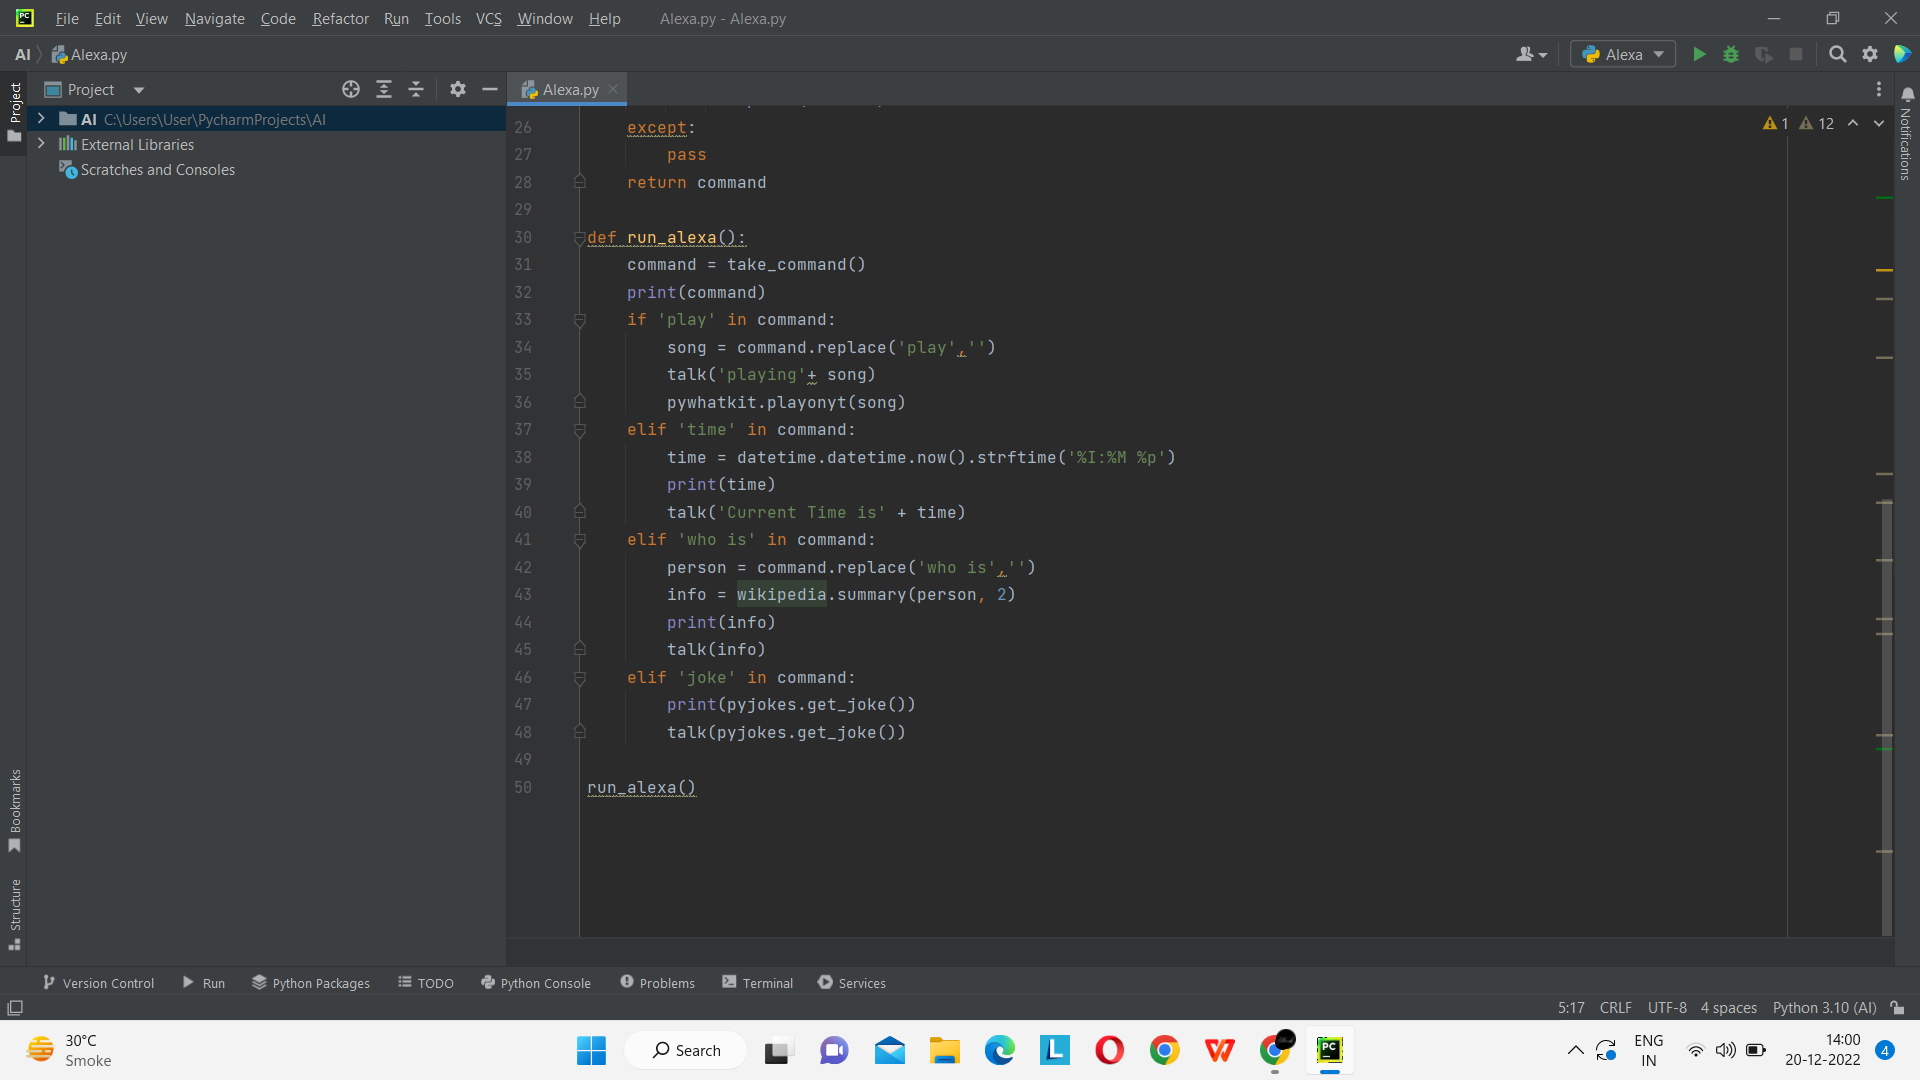 PC File Edit View Navigate Code Refactor Run Tools VCS Window Help Alexa.py - Alexa.py
AI Alexa.py Alexa
Project Alexa.py
Project
AI C:\Users\User\PycharmProjects\AI
External Libraries
Scratches and Consoles
1 12
Notifications
26 except:
27 pass
28 return command
29
30 def run_alexa():
31 command = take_command()
32 print(command)
33 if 'play' in command:
34 song = command.replace('play','')
35 talk('playing'+ song)
36 pywhatkit.playonyt(song)
37 elif 'time' in command:
38 time = datetime.datetime.now().strftime('%I:%M %p')
39 print(time)
40 talk('Current Time is' + time)
41 elif 'who is' in command:
42 person = command.replace('who is','')
43 info = wikipedia.summary(person, 2)
44 print(info)
45 talk(info)
46 elif 'joke' in command:
47 print(pyjokes.get_joke())
48 talk(pyjokes.get_joke())
49
50 run_alexa()
Bookmarks
Structure
Version Control Run Python Packages TODO Python Console Problems Terminal Services
5:17 CRLF UTF-8 4 spaces Python 3.10 (AI)
30°C
Smoke
Search
L
W
PC
ENG
IN
14:00
20-12-2022
4